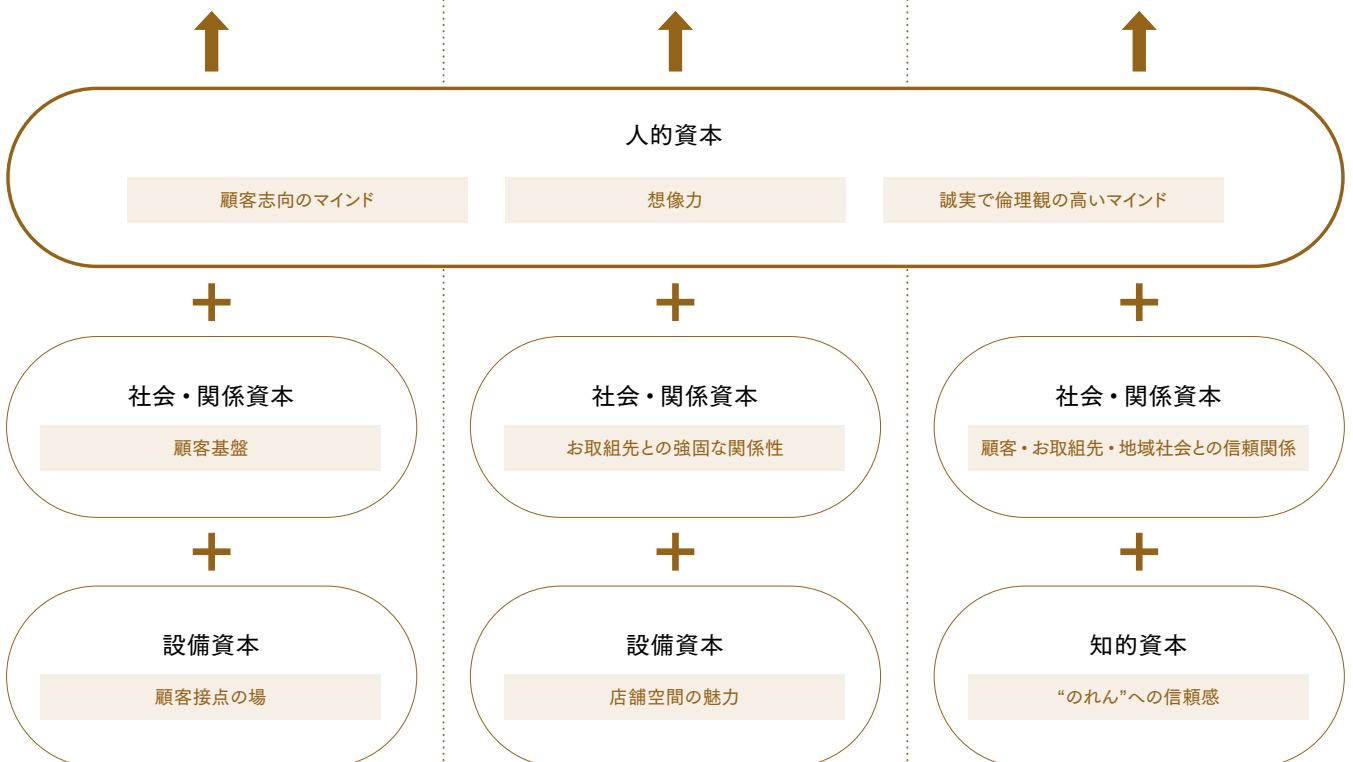 人的資本
顧客志向のマインド
想像力
誠実で倫理観の高いマインド
社会・関係資本
顧客基盤
社会・関係資本
お取組先との強固な関係性
社会・関係資本
顧客・お取組先・地域社会との信頼関係
設備資本
顧客接点の場
設備資本
店舗空間の魅力
知的資本
“のれん”への信頼感